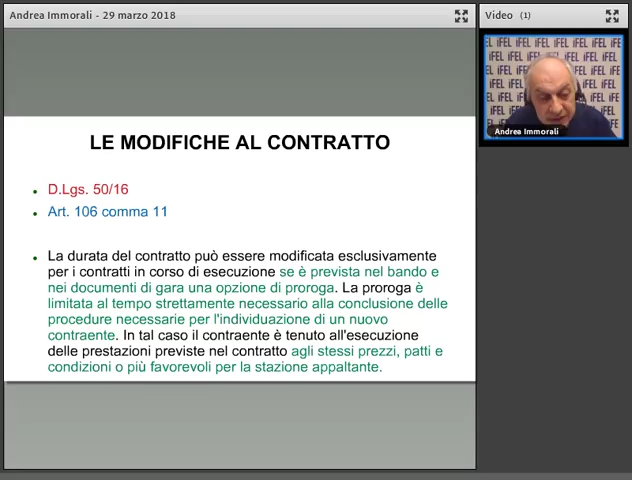 Andrea Immorali - 29 marzo 2018
Video (1)
LE MODIFICHE AL CONTRATTO
D.Lgs. 50/16
Art. 106 comma 11
La durata del contratto può essere modificata esclusivamente
per i contratti in corso di esecuzione se è prevista nel bando e
nei documenti di gara una opzione di proroga. La proroga è
limitata al tempo strettamente necessario alla conclusione delle
procedure necessarie per l'individuazione di un nuovo
contraente. In tal caso il contraente è tenuto all'esecuzione
delle prestazioni previste nel contratto agli stessi prezzi, patti e
condizioni o più favorevoli per la stazione appaltante.
iFEL iFEL iFEL
Andrea Immorali